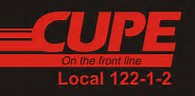 CUPE
On the front line
Local 122-1-2